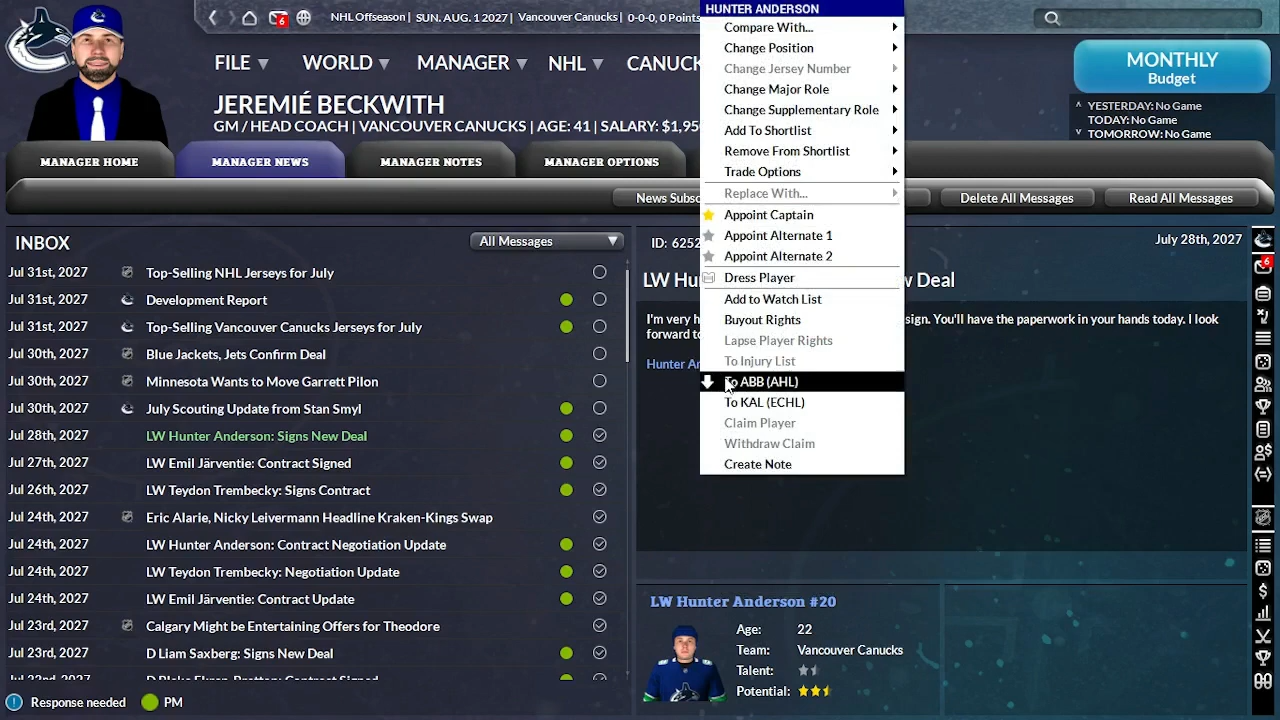 NHL Offseason | SUN. AUG. 1 2027 | Vancouver Canucks | 0-0-0, 0 Points
6
FILE WORLD MANAGER NHL CANUCK
JEREMIÉ BECKWITH
GM / HEAD COACH | VANCOUVER CANUCKS | AGE: 41 | SALARY: $1,95
MONTHLY
Budget
YESTERDAY: No Game
TODAY: No Game
TOMORROW: No Game
MANAGER HOME
MANAGER NEWS
MANAGER NOTES
MANAGER OPTIONS
News Subsc
Delete All Messages
Read All Messages
HUNTER ANDERSON
Compare With...
Change Position
Change Jersey Number
Change Major Role
Change Supplementary Role
Add To Shortlist
Remove From Shortlist
Trade Options
Replace With...
Appoint Captain
Appoint Alternate 1
Appoint Alternate 2
Dress Player
Add to Watch List
Buyout Rights
Lapse Player Rights
To Injury List
To ABB (AHL)
To KAL (ECHL)
Claim Player
Withdraw Claim
Create Note
INBOX
All Messages
Jul 31st, 2027 Top-Selling NHL Jerseys for July
Jul 31st, 2027 Development Report
Jul 31st, 2027 Top-Selling Vancouver Canucks Jerseys for July
Jul 31st, 2027 Blue Jackets, Jets Confirm Deal
Jul 30th, 2027 Minnesota Wants to Move Garrett Pilon
Jul 30th, 2027 July Scouting Update from Stan Smyl
Jul 28th, 2027 LW Hunter Anderson: Signs New Deal
Jul 27th, 2027 LW Emil Järventie: Contract Signed
Jul 26th, 2027 LW Teydon Trembecky: Signs Contract
Jul 24th, 2027 Eric Alarie, Nicky Leivermann Headline Kraken-Kings Swap
Jul 24th, 2027 LW Hunter Anderson: Contract Negotiation Update
Jul 24th, 2027 LW Teydon Trembecky: Negotiation Update
Jul 24th, 2027 LW Emil Järventie: Contract Update
Jul 23rd, 2027 Calgary Might be Entertaining Offers for Theodore
Jul 23rd, 2027 D Liam Saxberg: Signs New Deal
Response needed
PM
ID: 6252
July 28th, 2027
LW Hu w Deal
I'm very h sign. You'll have the paperwork in your hands today. I look
forward to
Hunter An
LW Hunter Anderson #20
Age: 22
Team: Vancouver Canucks
Talent:
Potential:
6